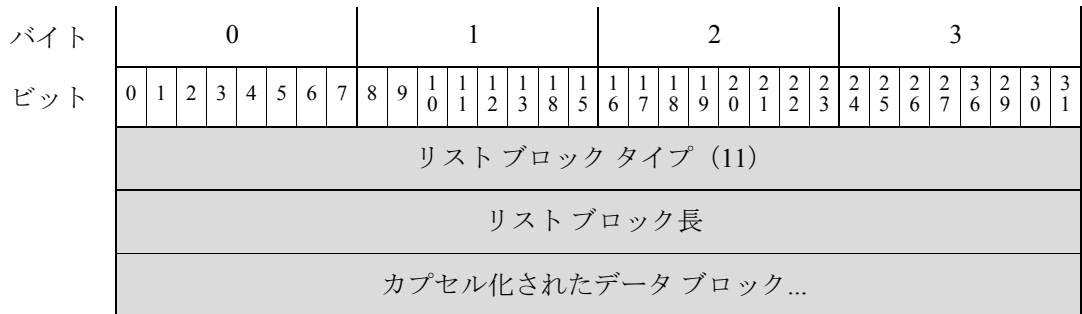 バイト 0 1 2 3
ビット 0 1 2 3 4 5 6 7 8 9 10 11 12 13 18 15 16 17 18 19 20 21 22 23 24 25 26 27 36 29 30 31
リスト ブロック タイプ（11）
リスト ブロック長
カプセル化されたデータ ブロック...